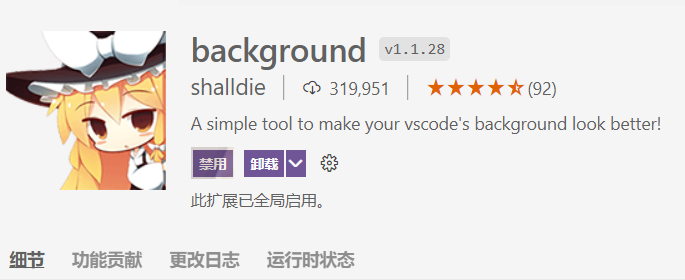 background v1.1.28
shalldie 319,951 (92)
A simple tool to make your vscode's background look better!
禁用 卸载
此扩展已全局启用。
细节 功能贡献 更改日志 运行时状态